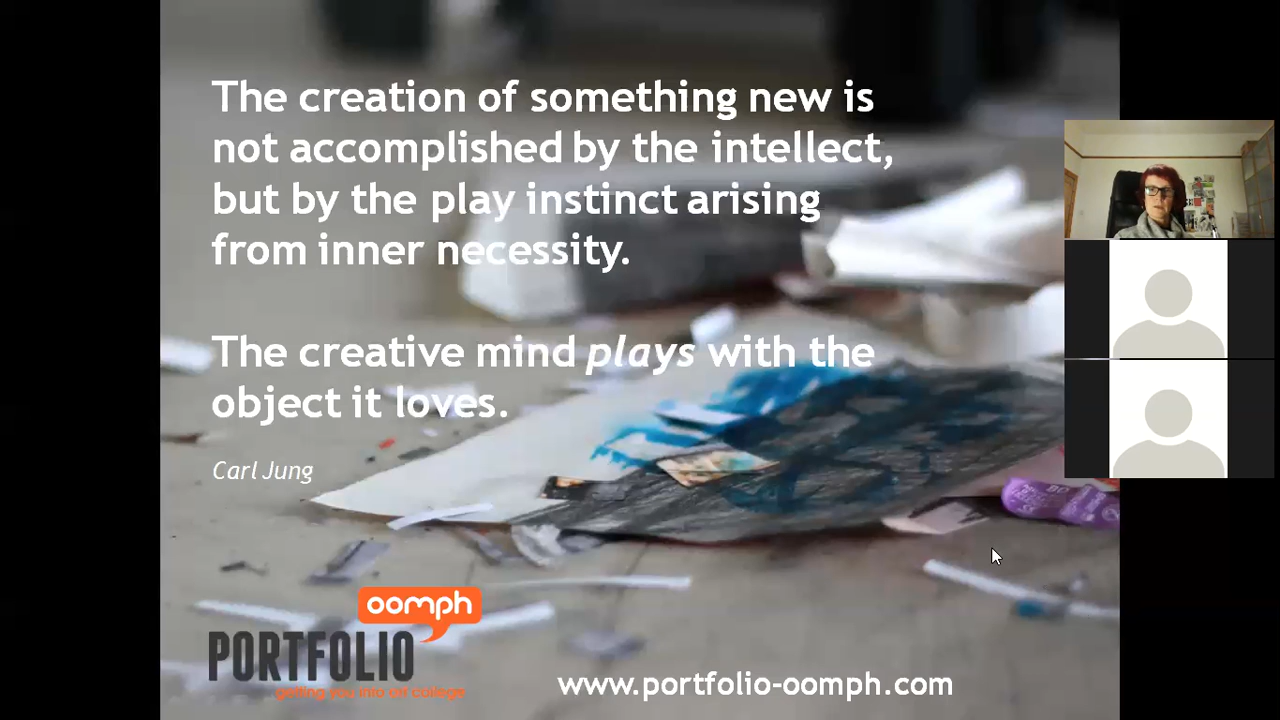 The creation of something new is
not accomplished by the intellect,
but by the play instinct arising
from inner necessity.
The creative mind plays with the
object it loves.
Carl Jung
oomph
PORTFOLIO
getting you into art college
www.portfolio-oomph.com